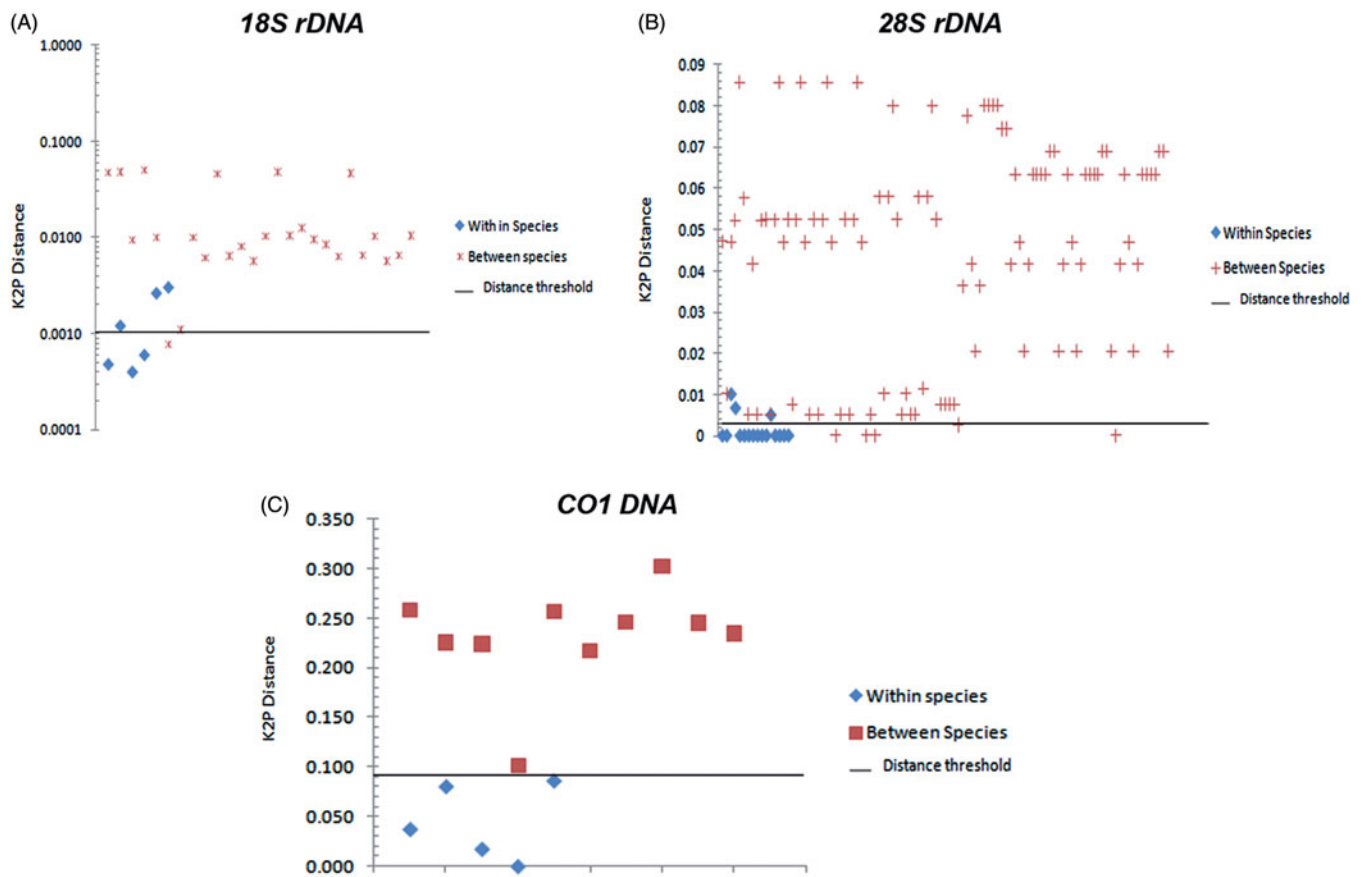 (A)
18S rDNA
K2P Distance
1.0000
0.1000
0.0100
0.0010
0.0001
Within Species
Between species
Distance threshold
(B)
28S rDNA
K2P Distance
0.09
0.08
0.07
0.06
0.05
0.04
0.03
0.02
0.01
0
Within Species
Between Species
Distance threshold
(C)
CO1 DNA
K2P Distance
0.350
0.300
0.250
0.200
0.150
0.100
0.050
0.000
Within species
Between Species
Distance threshold